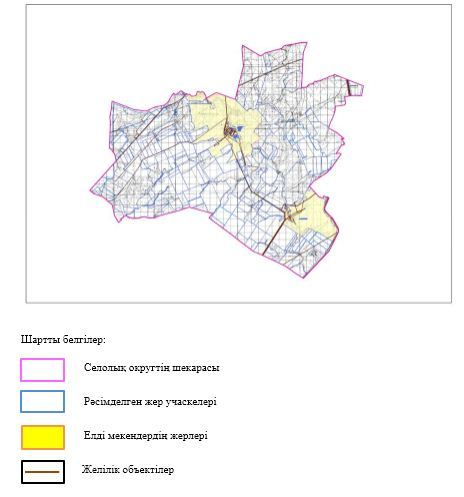 Шартты белгілер:
Селолық округтің шекарасы
Рәсімделген жер учаскелері
Елді мекендердің жерлері
Желілік объектілер